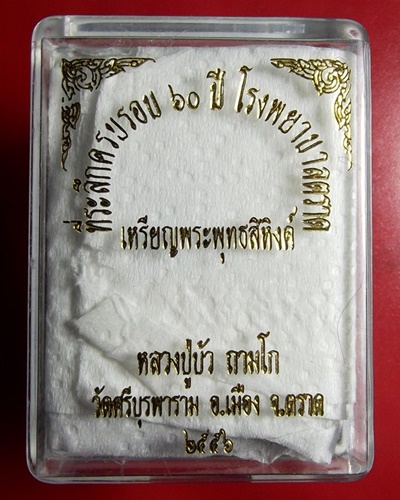 ที่ระลึกครบรอบ ๖๐ ปี โรงพยาบาลตราด
เหรียญพระพุทธสิหิงค์
หลวงปู่บัว ถามโก
วัดศรีบุรพาราม อ.เมือง จ.ตราด
๒๕๕๖